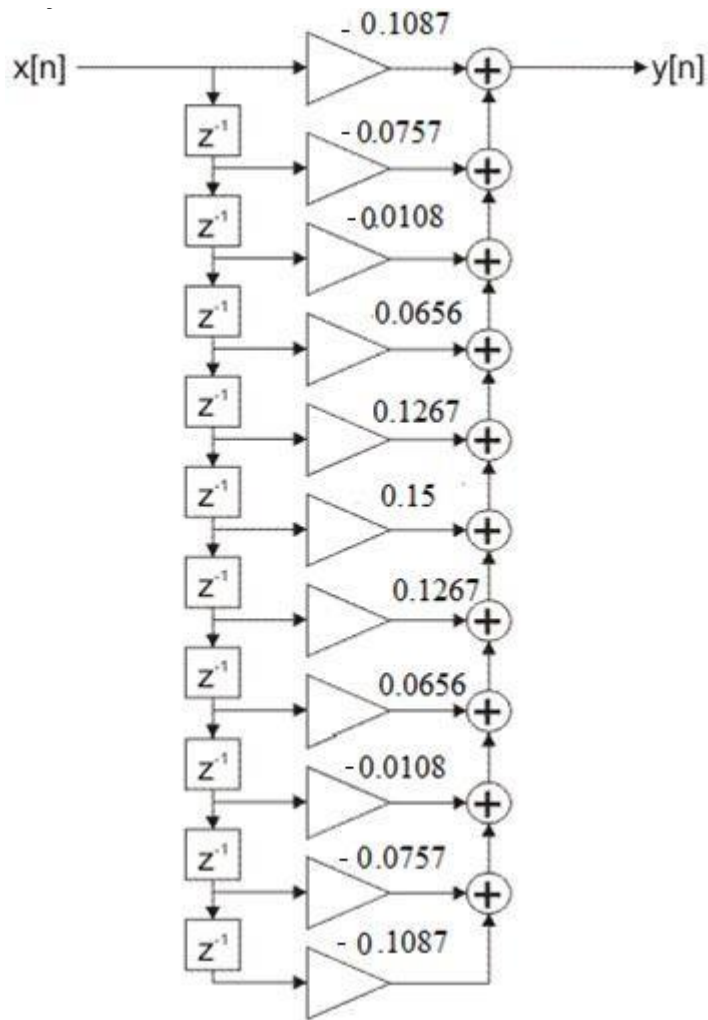 - 0.1087
x[n] + y[n]
z⁻¹
- 0.0757
+
z⁻¹
-0.0108
+
z⁻¹
0.0656
+
z⁻¹
0.1267
+
z⁻¹
0.15
+
z⁻¹
0.1267
+
z⁻¹
0.0656
+
z⁻¹
-0.0108
+
z⁻¹
- 0.0757
+
z⁻¹
- 0.1087